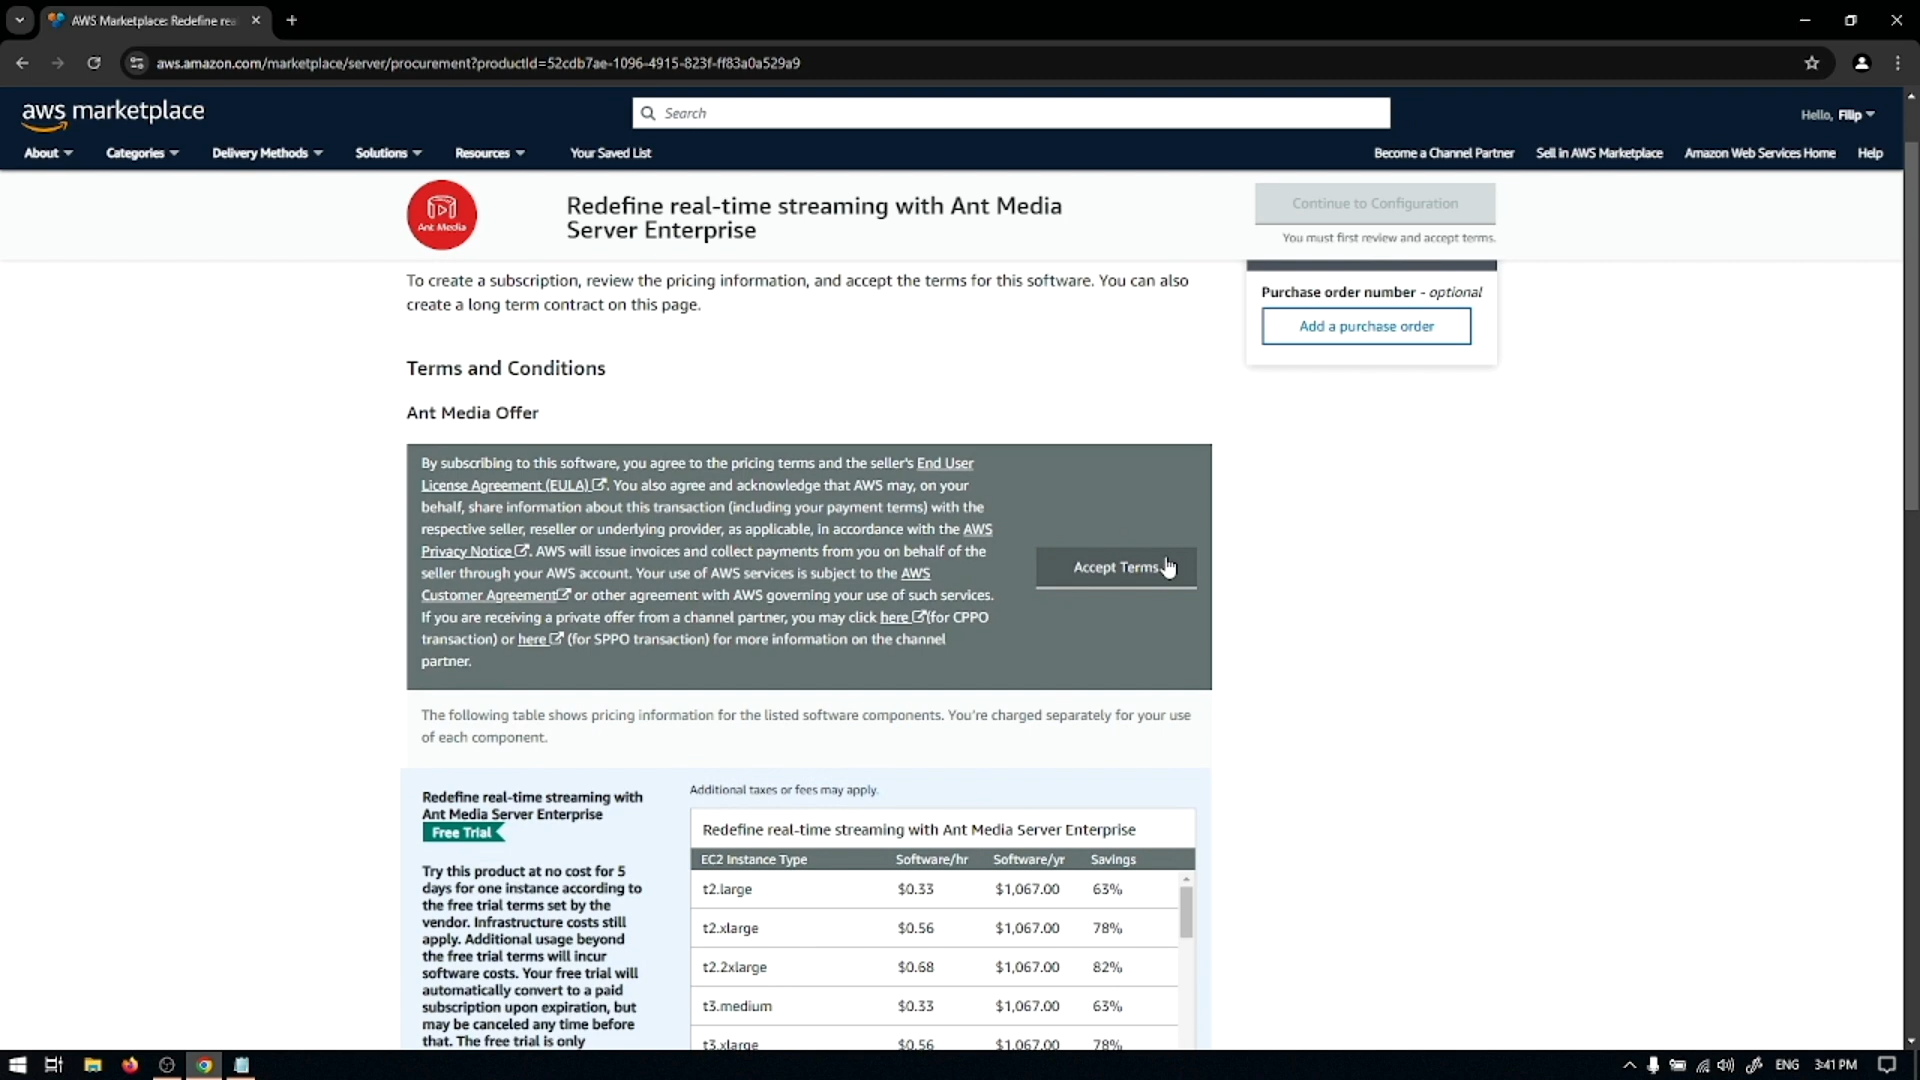 AWS Marketplace: Redefine rea
aws.amazon.com/marketplace/server/procurement?productId=52cdb7ae-1096-4915-823f-ff83a0a529a9
aws marketplace
Search
Hello, Filip
About
Categories
Delivery Methods
Solutions
Resources
Your Saved List
Become a Channel Partner
Sell in AWS Marketplace
Amazon Web Services Home
Help
Ant Media
Redefine real-time streaming with Ant Media
Server Enterprise
Continue to Configuration
You must first review and accept terms.
To create a subscription, review the pricing information, and accept the terms for this software. You can also
create a long term contract on this page.
Purchase order number - optional
Add a purchase order
Terms and Conditions
Ant Media Offer
By subscribing to this software, you agree to the pricing terms and the seller's End User
License Agreement (EULA). You also agree and acknowledge that AWS may, on your
behalf, share information about this transaction (including your payment terms) with the
respective seller, reseller or underlying provider, as applicable, in accordance with the AWS
Privacy Notice. AWS will issue invoices and collect payments from you on behalf of the
seller through your AWS account. Your use of AWS services is subject to the AWS
Customer Agreement or other agreement with AWS governing your use of such services.
If you are receiving a private offer from a channel partner, you may click here (for CPPO
transaction) or here (for SPPO transaction) for more information on the channel
partner.
Accept Terms
The following table shows pricing information for the listed software components. You're charged separately for your use
of each component.
Redefine real-time streaming with
Ant Media Server Enterprise
Free Trial
Try this product at no cost for 5
days for one instance according to
the free trial terms set by the
vendor. Infrastructure costs still
apply. Additional usage beyond
the free trial terms will incur
software costs. Your free trial will
automatically convert to a paid
subscription upon expiration, but
may be canceled any time before
that. The free trial is only
Additional taxes or fees may apply.
Redefine real-time streaming with Ant Media Server Enterprise
EC2 Instance Type Software/hr Software/yr Savings
t2.large $0.33 $1,067.00 63%
t2.xlarge $0.56 $1,067.00 78%
t2.2xlarge $0.68 $1,067.00 82%
t3.medium $0.33 $1,067.00 63%
t3.xlarge $0.56 $1,067.00 78%
ENG 3:41 PM